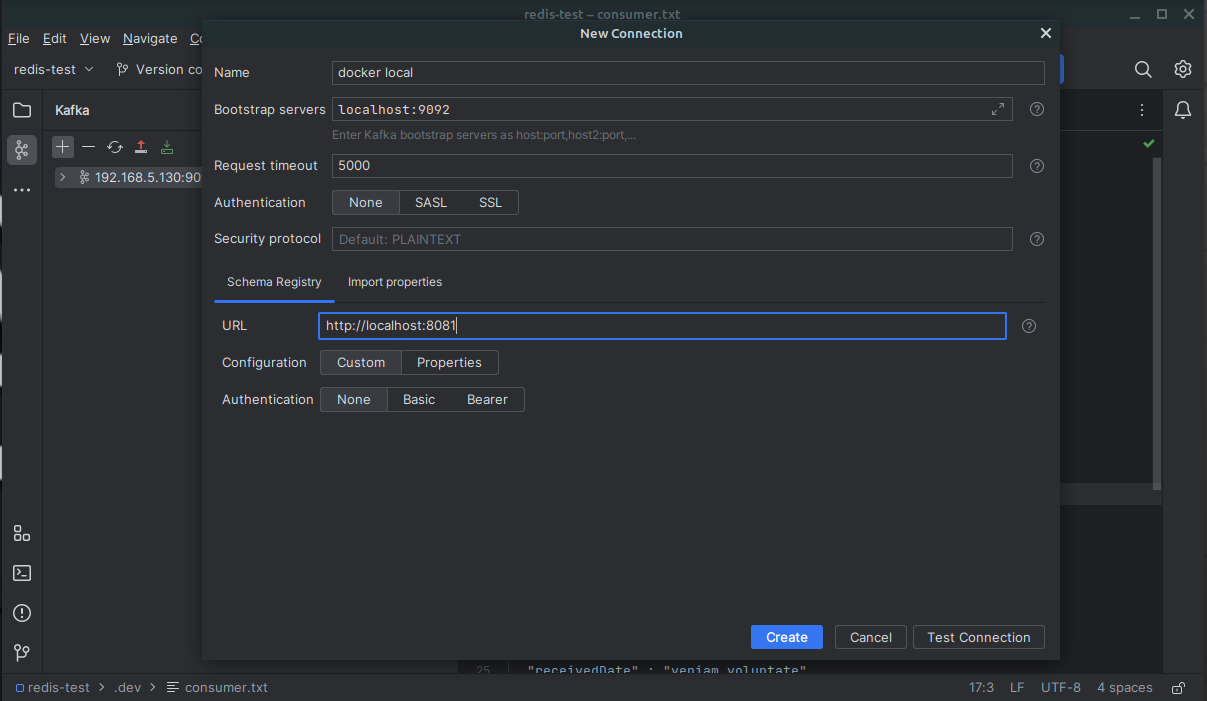 redis-test – consumer.txt
File Edit View Navigate
redis-test Version
Kafka
192.168.5.130:90
New Connection
Name docker local
Bootstrap servers localhost:9092
Enter Kafka bootstrap servers as host:port,host2:port,...
Request timeout 5000
Authentication None SASL SSL
Security protocol Default: PLAINTEXT
Schema Registry Import properties
URL http://localhost:8081
Configuration Custom Properties
Authentication None Basic Bearer
Create Cancel Test Connection
25 "receivedDate" : "veniam voluptate"
redis-test > .dev > consumer.txt 17:3 LF UTF-8 4 spaces